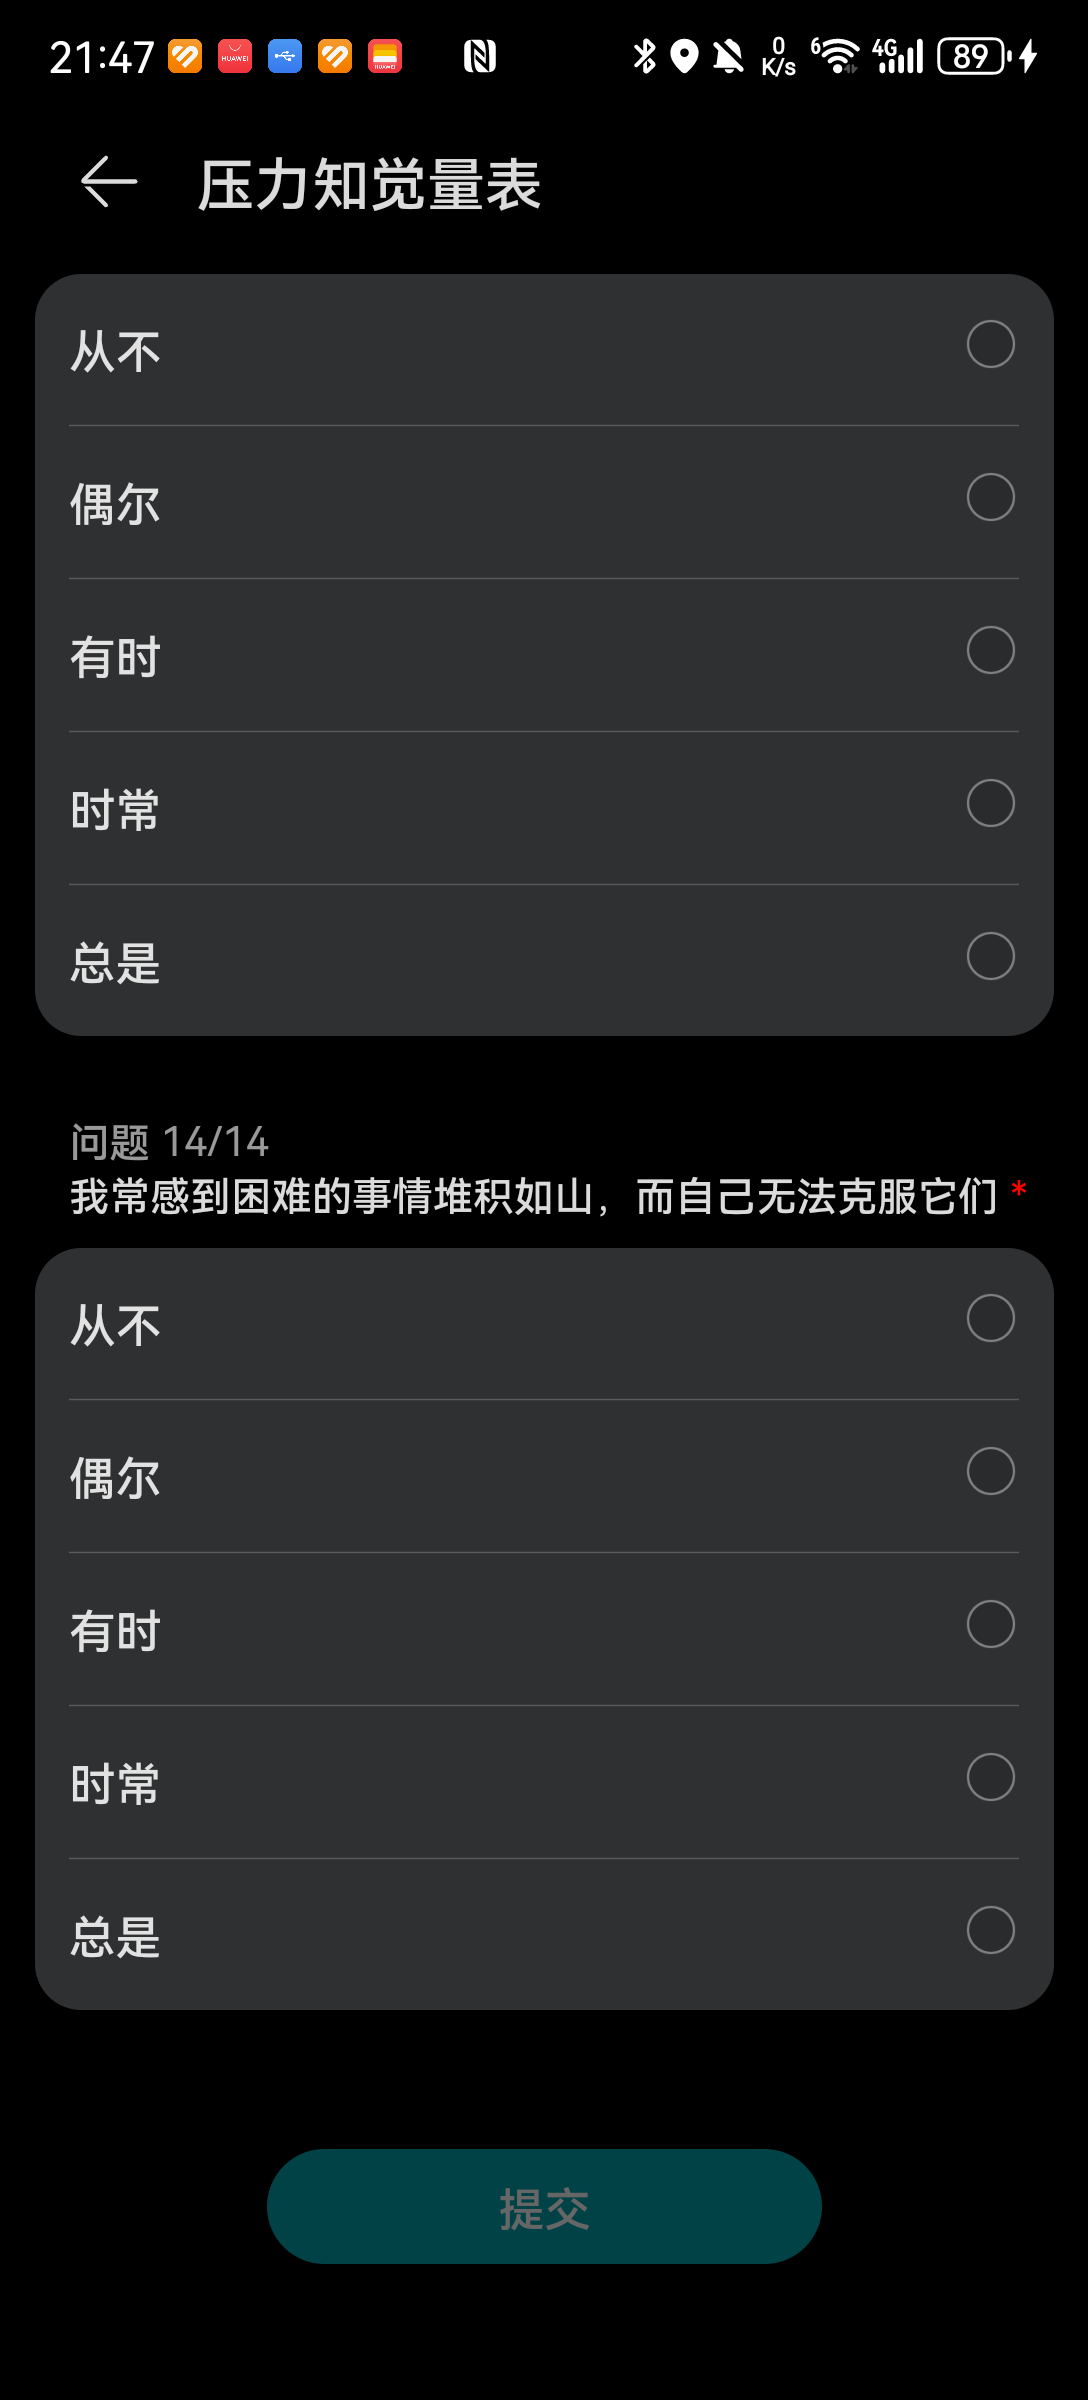 21:47
HUAWEI
HUAWEI
0
K/s
6
4G
89
压力知觉量表
从不
偶尔
有时
时常
总是
问题 14/14
我常感到困难的事情堆积如山，而自己无法克服它们 *
从不
偶尔
有时
时常
总是
提交